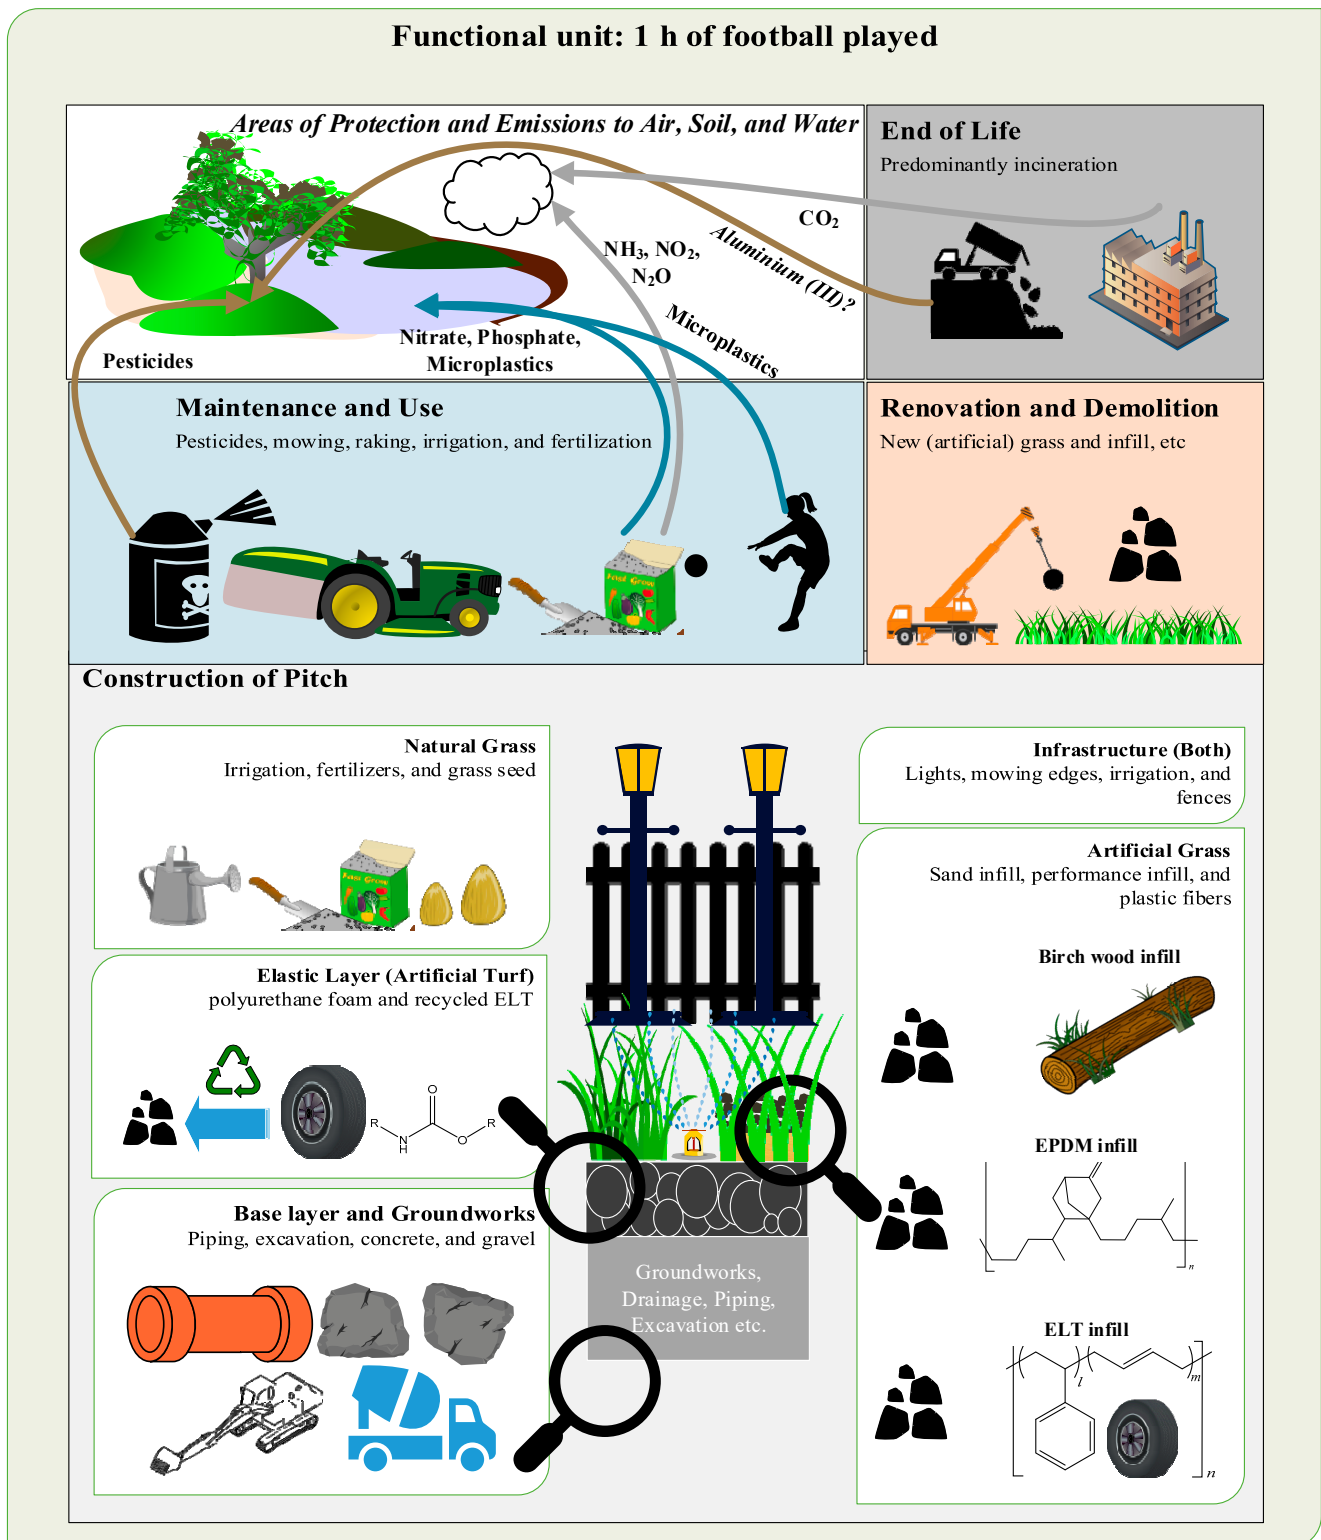 Functional unit: 1 h of football played
Areas of Protection and Emissions to Air, Soil, and Water
End of Life
Predominantly incineration
CO₂
NH₃, NO₂,
N₂O
Aluminium (III)?
Microplastics
Nitrate, Phosphate,
Microplastics
Pesticides
Maintenance and Use
Pesticides, mowing, raking, irrigation, and fertilization
Renovation and Demolition
New (artificial) grass and infill, etc
Construction of Pitch
Natural Grass
Irrigation, fertilizers, and grass seed
Infrastructure (Both)
Lights, mowing edges, irrigation, and
fences
Artificial Grass
Sand infill, performance infill, and
plastic fibers
Birch wood infill
Elastic Layer (Artificial Turf)
polyurethane foam and recycled ELT
R
N
H
O
O
R
EPDM infill
n
Base layer and Groundworks
Piping, excavation, concrete, and gravel
Groundworks,
Drainage, Piping,
Excavation etc.
ELT infill
l
m
n